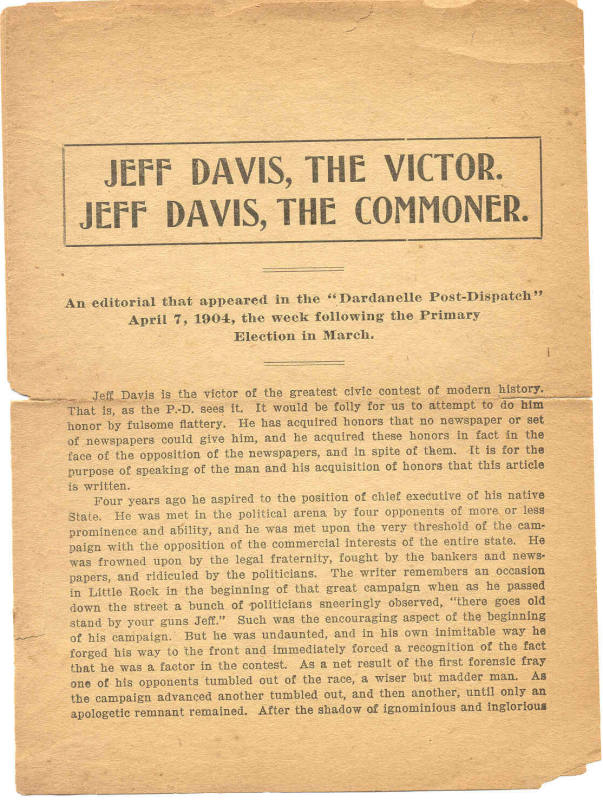 JEFF DAVIS, THE VICTOR.
JEFF DAVIS, THE COMMONER.
An editorial that appeared in the "Dardanelle Post-Dispatch"
April 7, 1904, the week following the Primary
Election in March.
Jeff Davis is the victor of the greatest civic contest of modern history.
That is, as the P.-D. sees it. It would be folly for us to attempt to do him
honor by fulsome flattery. He has acquired honors that no newspaper or set
of newspapers could give him, and he acquired these honors in fact in the
face of the opposition of the newspapers, and in spite of them. It is for the
purpose of speaking of the man and his acquisition of honors that this article
is written.
Four years ago he aspired to the position of chief executive of his native
State. He was met in the political arena by four opponents of more or less
prominence and ability, and he was met upon the very threshold of the cam-
paign with the opposition of the commercial interests of the entire state. He
was frowned upon by the legal fraternity, fought by the bankers and news-
papers, and ridiculed by the politicians. The writer remembers an occasion
in Little Rock in the beginning of that great campaign when as he passed
down the street a bunch of politicians sneeringly observed, "there goes old
stand by your guns Jeff." Such was the encouraging aspect of the beginning
of his campaign. But he was undaunted, and in his own inimitable way he
forged his way to the front and immediately forced a recognition of the fact
that he was a factor in the contest. As a net result of the first forensic fray
one of his opponents tumbled out of the race, a wiser but madder man. As
the campaign advanced another tumbled out, and then another, until only an
apologetic remnant remained. After the shadow of ignominious and inglorious